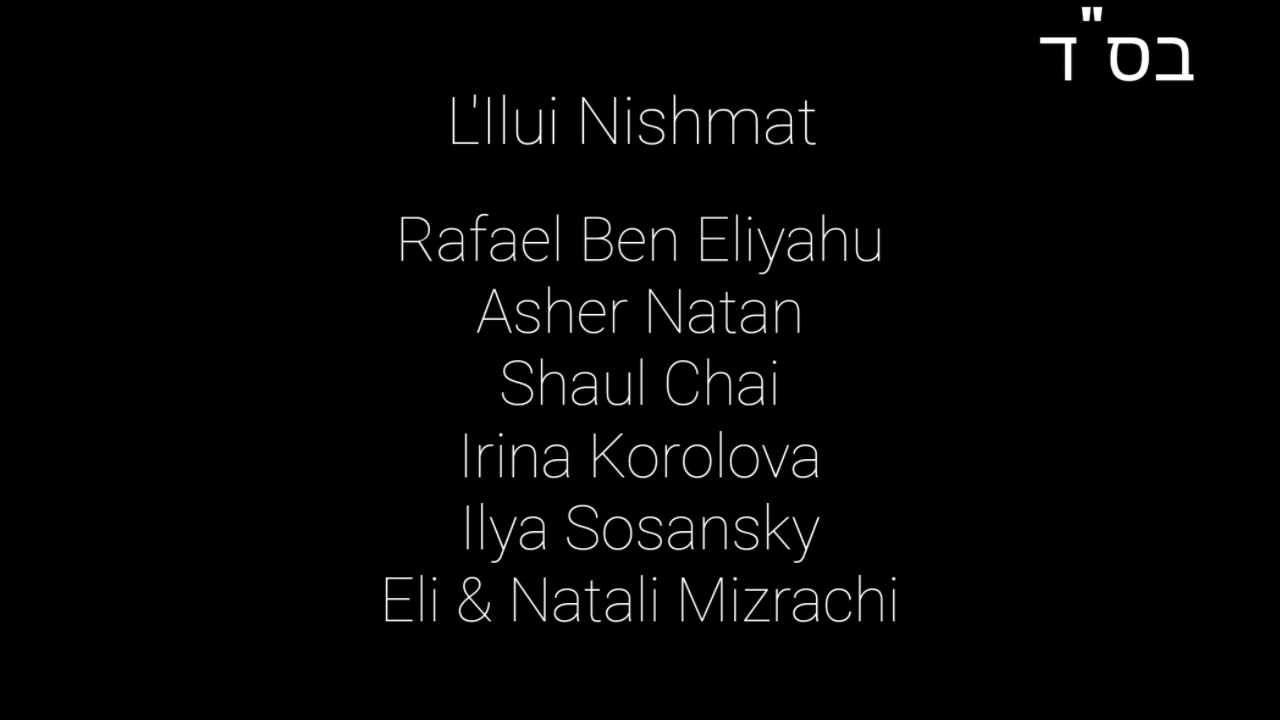 בס"ד
L'Ilui Nishmat
Rafael Ben Eliyahu
Asher Natan
Shaul Chai
Irina Korolova
Ilya Sosansky
Eli & Natali Mizrachi